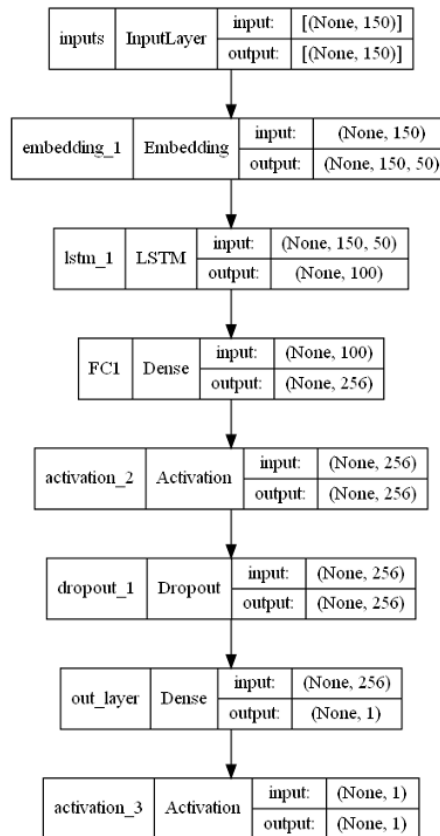 inputs InputLayer input: [(None, 150)]
output: [(None, 150)]
embedding_1 Embedding input: (None, 150)
output: (None, 150, 50)
lstm_1 LSTM input: (None, 150, 50)
output: (None, 100)
FC1 Dense input: (None, 100)
output: (None, 256)
activation_2 Activation input: (None, 256)
output: (None, 256)
dropout_1 Dropout input: (None, 256)
output: (None, 256)
out_layer Dense input: (None, 256)
output: (None, 1)
activation_3 Activation input: (None, 1)
output: (None, 1)